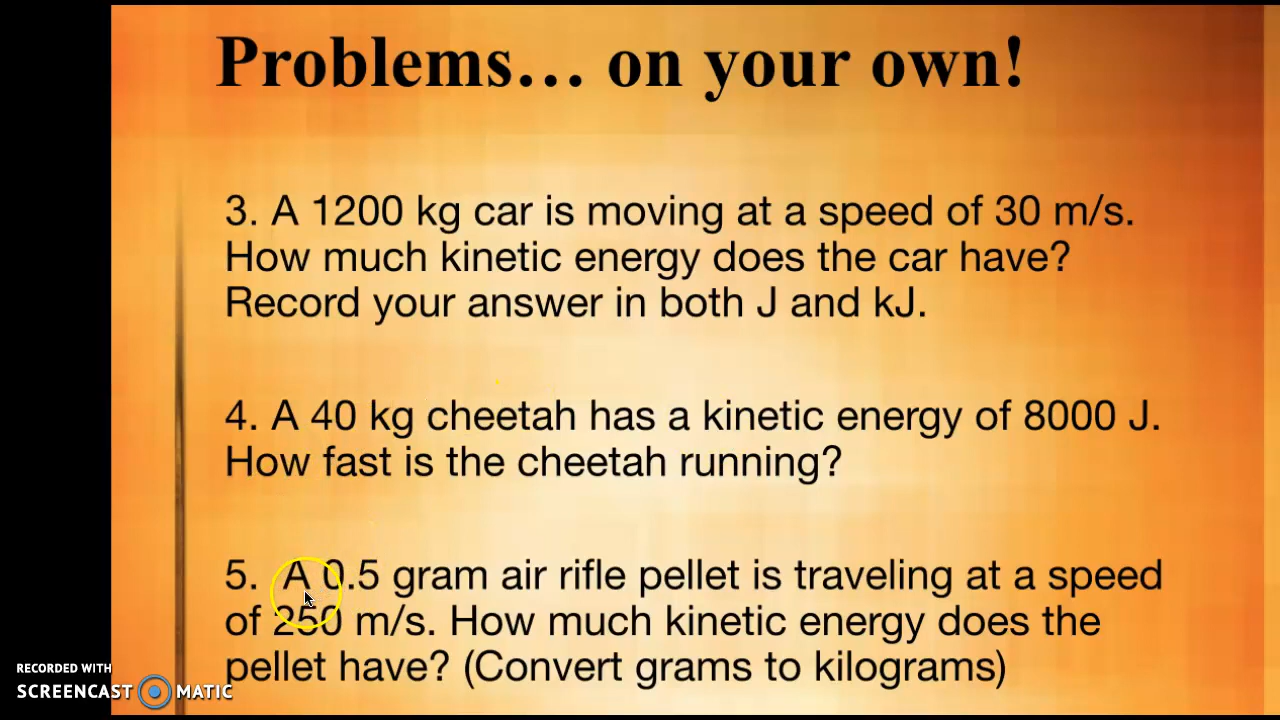 Problems… on your own!
3. A 1200 kg car is moving at a speed of 30 m/s.
How much kinetic energy does the car have?
Record your answer in both J and kJ.
4. A 40 kg cheetah has a kinetic energy of 8000 J.
How fast is the cheetah running?
5. A 0.5 gram air rifle pellet is traveling at a speed
of 250 m/s. How much kinetic energy does the
pellet have? (Convert grams to kilograms)
RECORDED WITH
SCREENCAST MATIC